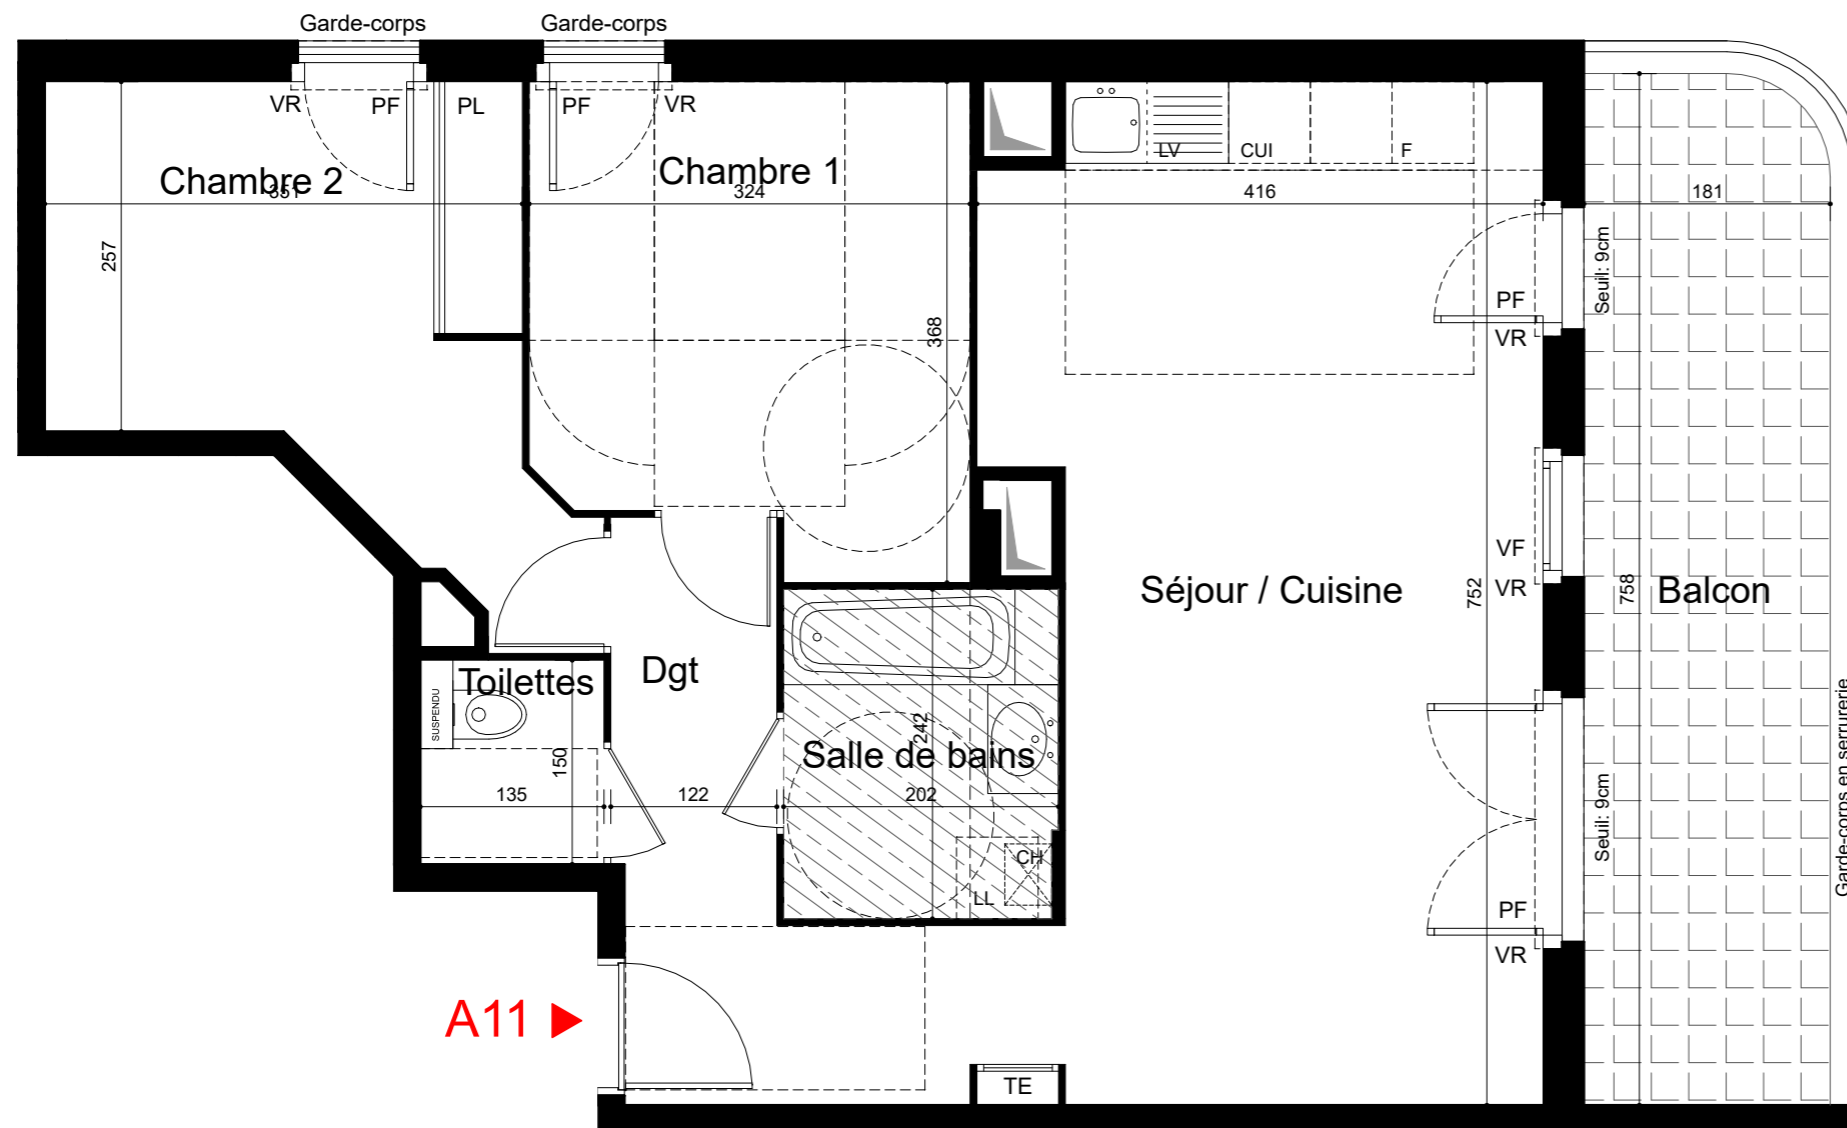 Garde-corps
Garde-corps
VR
PF
PL
PF
VR
Chambre 2
351
Chambre 1
324
257
368
LV
CUI
F
416
181
Seuil: 9cm
PF
VR
VF
VR
Séjour / Cuisine
752
758
Balcon
Toilettes
SUSPENDU
Dgt
150
135
122
242
Salle de bains
202
CH
LL
Seuil: 9cm
Garde-corps en serrurerie
PF
VR
A11
TE